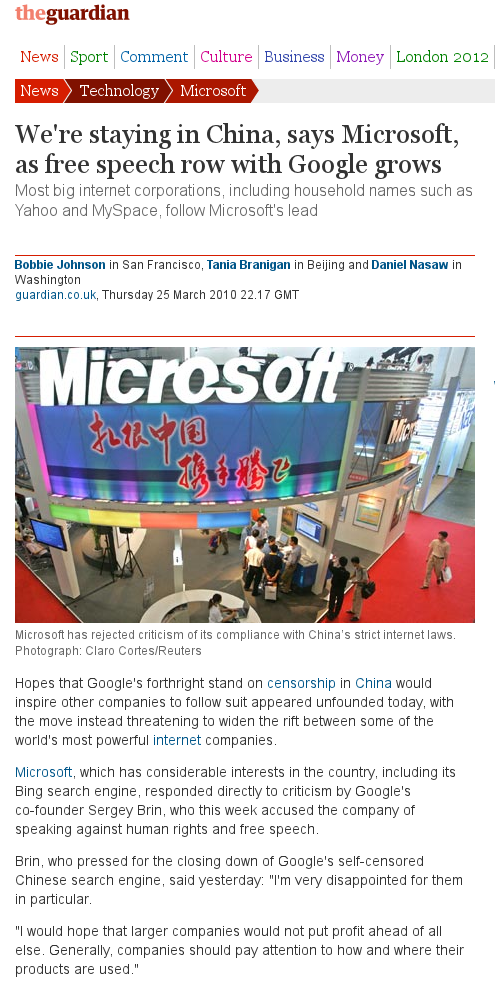 theguardian
News Sport Comment Culture Business Money London 2012
News Technology Microsoft
We're staying in China, says Microsoft,
as free speech row with Google grows
Most big internet corporations, including household names such as
Yahoo and MySpace, follow Microsoft's lead
Bobbie Johnson in San Francisco, Tania Branigan in Beijing and Daniel Nasaw in
Washington
guardian.co.uk, Thursday 25 March 2010 22.17 GMT
Microsoft
扎根中国
携手腾飞
Microsoft has rejected criticism of its compliance with China's strict internet laws.
Photograph: Claro Cortes/Reuters
Hopes that Google's forthright stand on censorship in China would
inspire other companies to follow suit appeared unfounded today, with
the move instead threatening to widen the rift between some of the
world's most powerful internet companies.
Microsoft, which has considerable interests in the country, including its
Bing search engine, responded directly to criticism by Google's
co-founder Sergey Brin, who this week accused the company of
speaking against human rights and free speech.
Brin, who pressed for the closing down of Google's self-censored
Chinese search engine, said yesterday: "I'm very disappointed for them
in particular.
"I would hope that larger companies would not put profit ahead of all
else. Generally, companies should pay attention to how and where their
products are used."